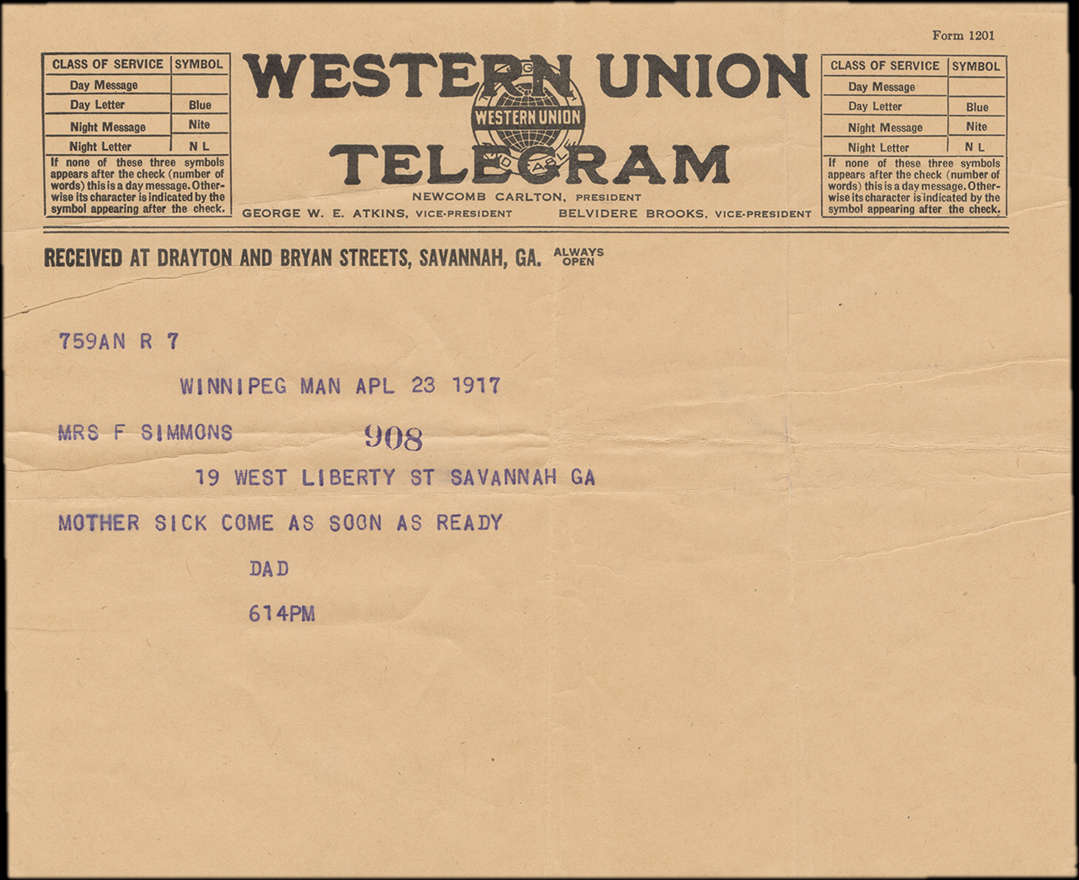 Form 1201
CLASS OF SERVICE SYMBOL
Day Message
Day Letter Blue
Night Message Nite
Night Letter N L
If none of these three symbols
appears after the check (number of
words) this is a day message. Other-
wise its character is indicated by the
symbol appearing after the check.
WESTERN UNION
WESTERN UNION
TELEGRAM
NEWCOMB CARLTON, PRESIDENT
GEORGE W. E. ATKINS, VICE-PRESIDENT BELVIDERE BROOKS, VICE-PRESIDENT
CLASS OF SERVICE SYMBOL
Day Message
Day Letter Blue
Night Message Nite
Night Letter N L
If none of these three symbols
appears after the check (number of
words) this is a day message. Other-
wise its character is indicated by the
symbol appearing after the check.
RECEIVED AT DRAYTON AND BRYAN STREETS, SAVANNAH, GA. ALWAYS
OPEN
759AN R 7
WINNIPEG MAN APL 23 1917
MRS F SIMMONS 908
19 WEST LIBERTY ST SAVANNAH GA
MOTHER SICK COME AS SOON AS READY
DAD
614PM